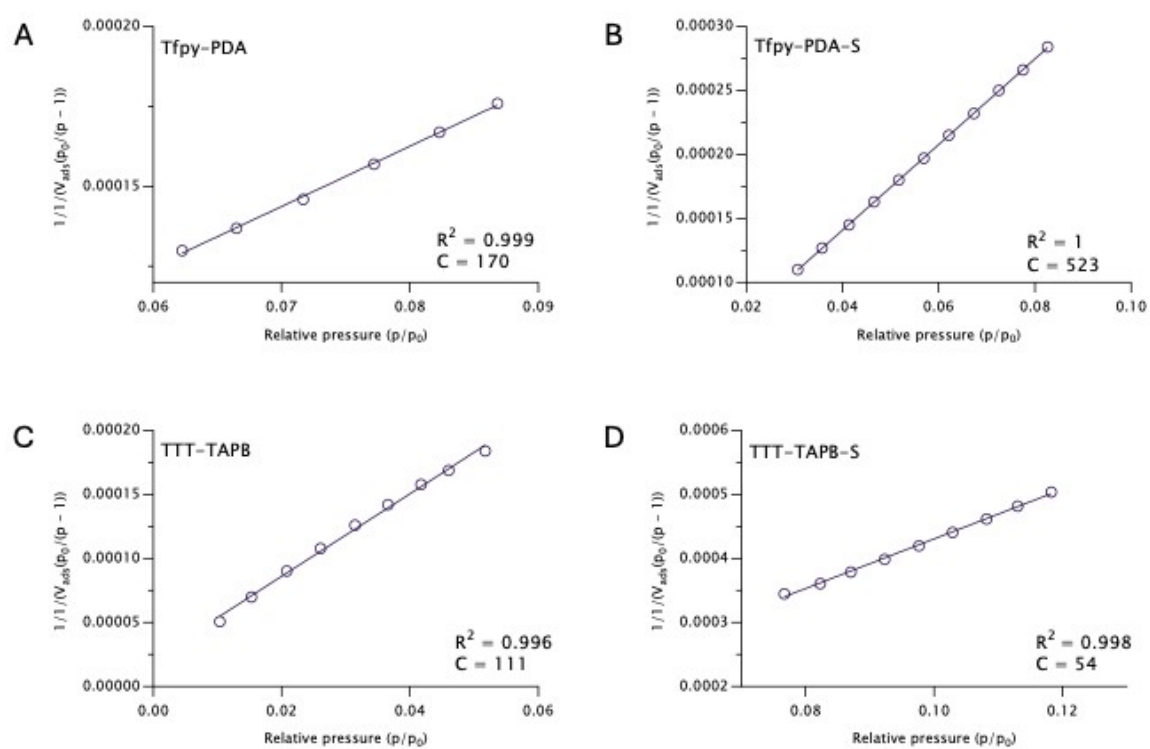 A
Tfpy-PDA
0.00020
0.00015
1/1/(Vads(p0/(p – 1))
R2 = 0.999
C = 170
0.06 0.07 0.08 0.09
Relative pressure (p/p0)
B
Tfpy-PDA-S
0.00030
0.00025
0.00020
0.00015
0.00010
1/1/(Vads(p0/(p – 1))
R2 = 1
C = 523
0.02 0.04 0.06 0.08 0.10
Relative pressure (p/p0)
C
TTT-TAPB
0.00020
0.00015
0.00010
0.00005
0.00000
1/1/(Vads(p0/(p – 1))
R2 = 0.996
C = 111
0.00 0.02 0.04 0.06
Relative pressure (p/p0)
D
TTT-TAPB-S
0.0006
0.0005
0.0004
0.0003
0.0002
1/1/(Vads(p0/(p – 1))
R2 = 0.998
C = 54
0.08 0.10 0.12
Relative pressure (p/p0)